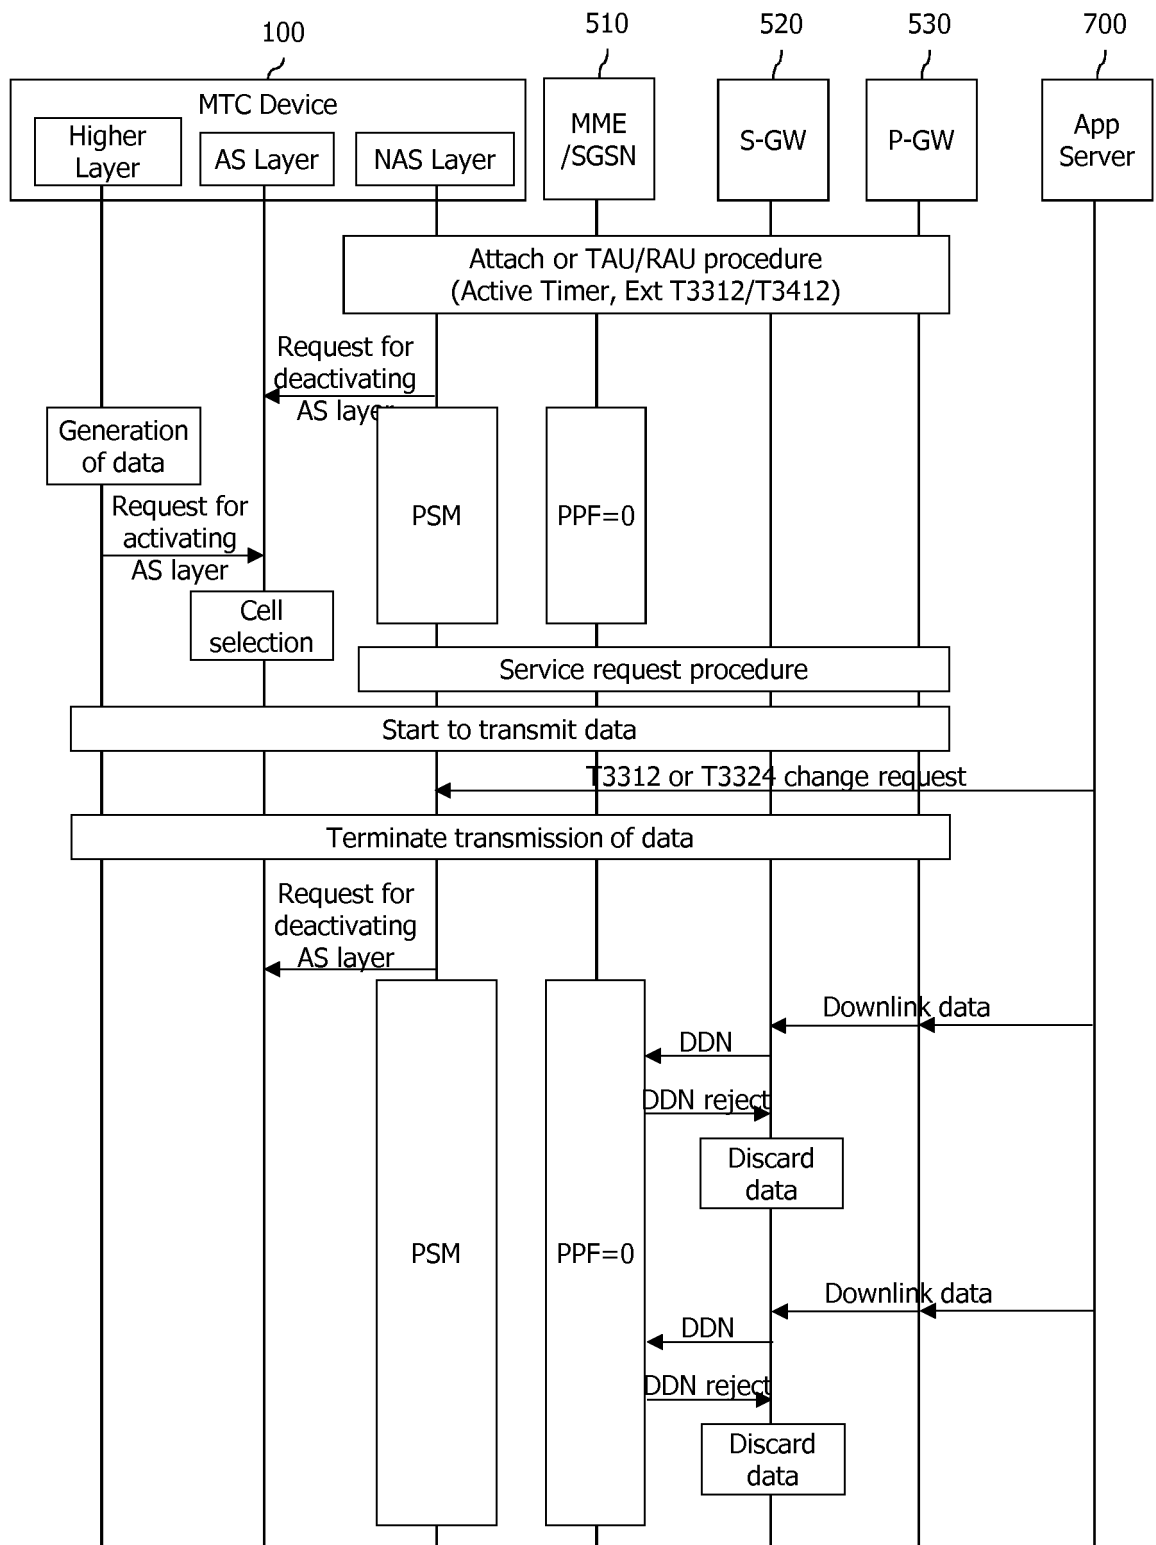 100
510
520
530
700
MTC Device
Higher
Layer
AS Layer
NAS Layer
MME
/SGSN
S-GW
P-GW
App
Server
Attach or TAU/RAU procedure
(Active Timer, Ext T3312/T3412)
Request for
deactivating
AS layer
Generation
of data
PSM
PPF=0
Request for
activating
AS layer
Cell
selection
Service request procedure
Start to transmit data
T3312 or T3324 change request
Terminate transmission of data
Request for
deactivating
AS layer
Downlink data
DDN
DDN reject
Discard
data
PSM
PPF=0
Downlink data
DDN
DDN reject
Discard
data